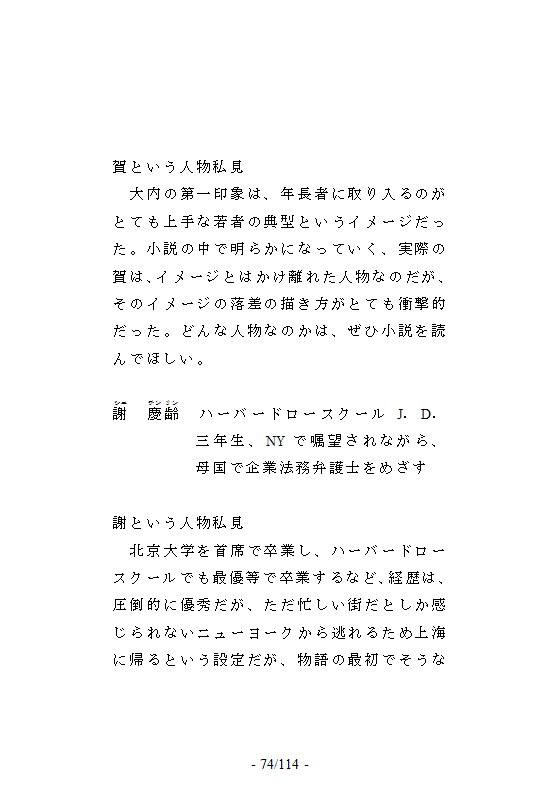 賀という人物私見
　大内の第一印象は、年長者に取り入るのが
とても上手な若者の典型というイメージだっ
た。小説の中で明らかになっていく、実際の
賀は、イメージとはかけ離れた人物なのだが、
そのイメージの落差の描き方がとても衝撃的
だった。どんな人物なのかは、ぜひ小説を読
んでほしい。
シエ　チンリン
謝　慶齢　ハーバードロースクール J. D.
三年生、NY で嘱望されながら、
母国で企業法務弁護士をめざす
謝という人物私見
　北京大学を首席で卒業し、ハーバードロー
スクールでも最優等で卒業するなど、経歴は、
圧倒的に優秀だが、ただ忙しい街だとしか感
じられないニューヨークから逃れるため上海
に帰るという設定だが、物語の最初でそうな
- 74/114 -